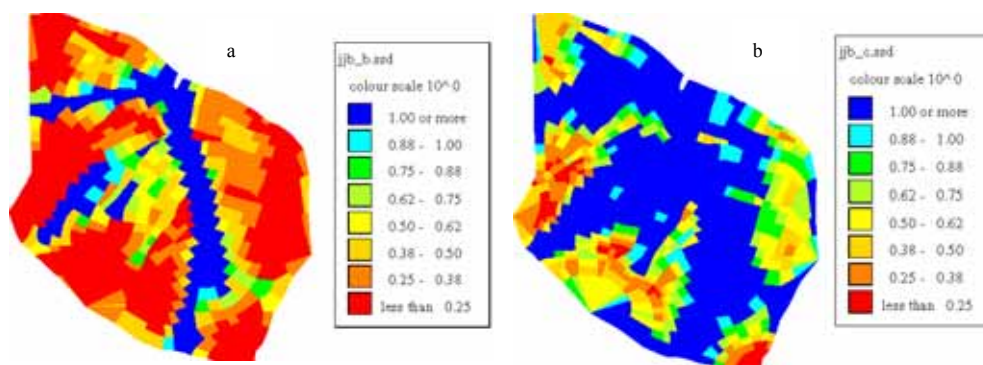 a
jjb_b.ssd
colour scale 10^0
1.00 or more
0.88 - 1.00
0.75 - 0.88
0.62 - 0.75
0.50 - 0.62
0.38 - 0.50
0.25 - 0.38
less than 0.25
b
jjb_c.ssd
colour scale 10^0
1.00 or more
0.88 - 1.00
0.75 - 0.88
0.62 - 0.75
0.50 - 0.62
0.38 - 0.50
0.25 - 0.38
less than 0.25